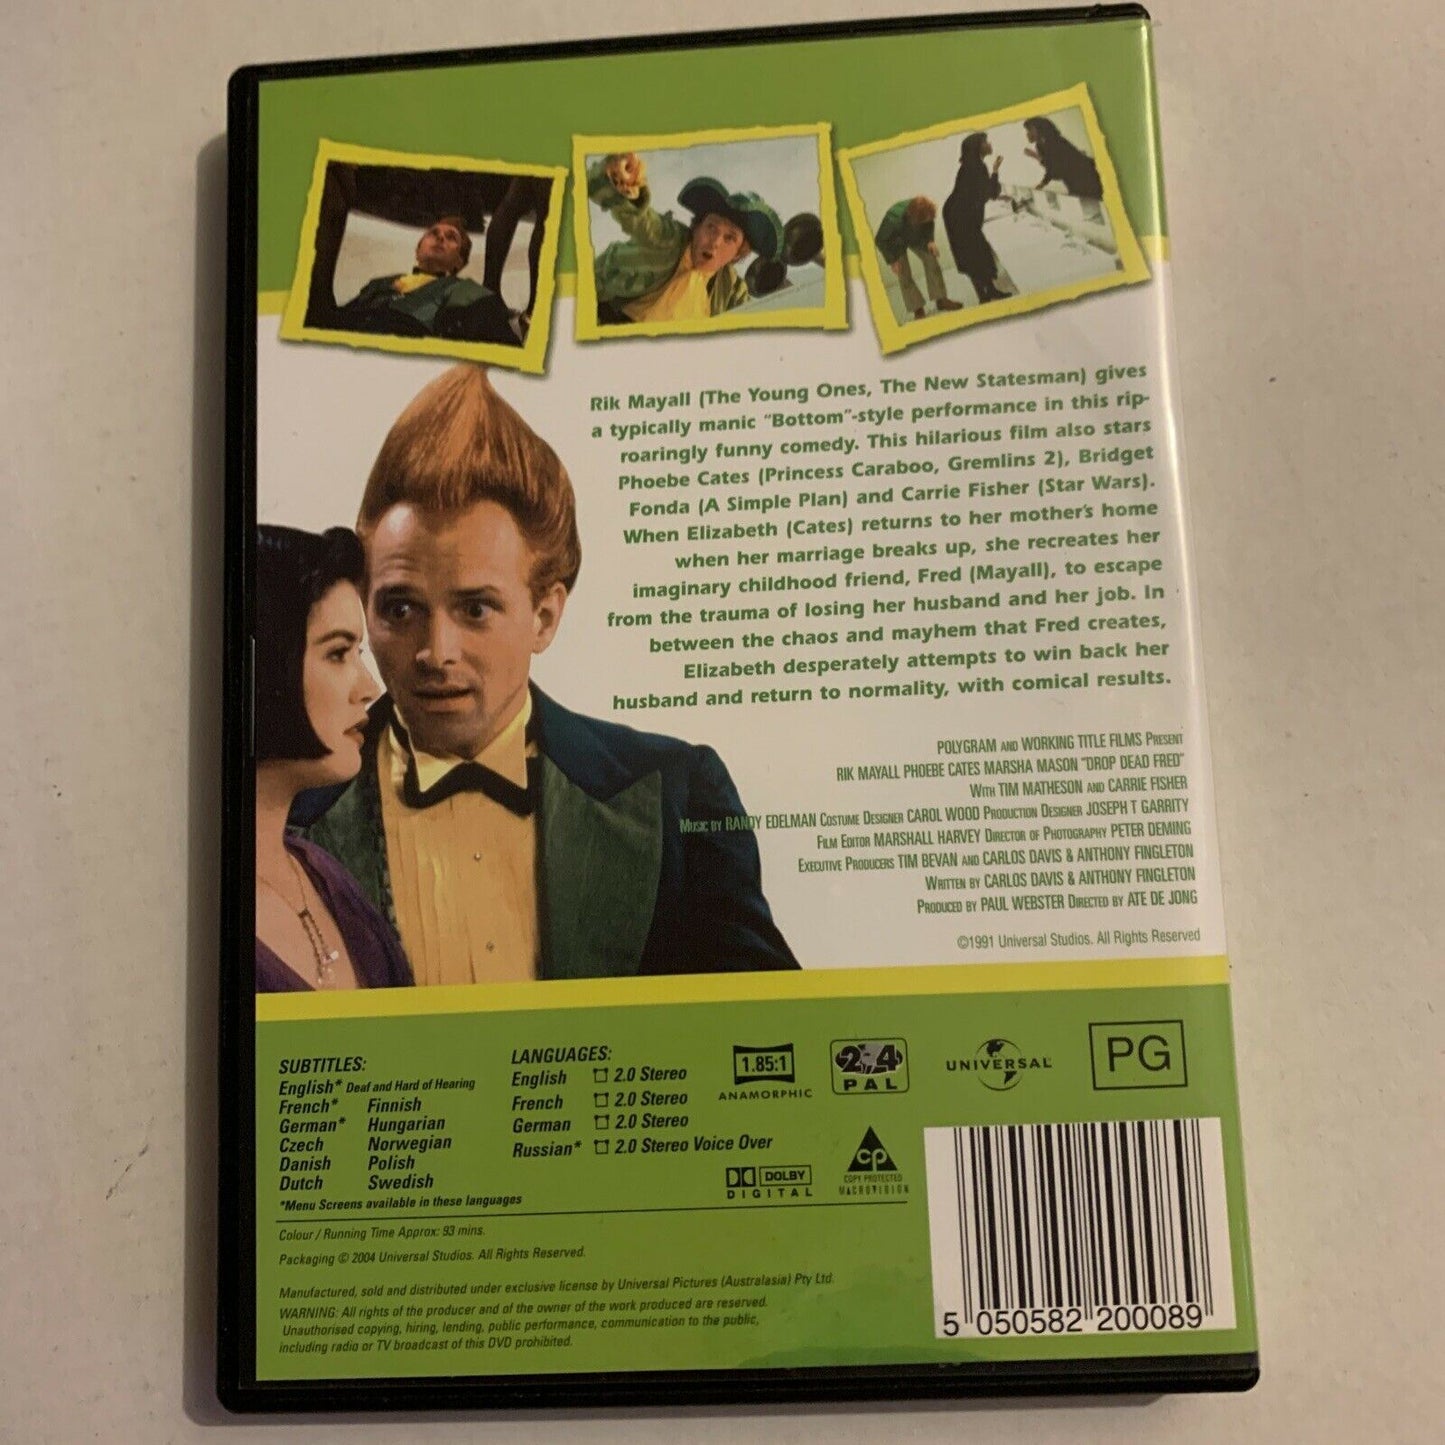 Rik Mayall (The Young Ones, The New Statesman) gives
a typically manic "Bottom"-style performance in this rip-
roaringly funny comedy. This hilarious film also stars
Phoebe Cates (Princess Caraboo, Gremlins 2), Bridget
Fonda (A Simple Plan) and Carrie Fisher (Star Wars).
When Elizabeth (Cates) returns to her mother's home
when her marriage breaks up, she recreates her
imaginary childhood friend, Fred (Mayall), to escape
from the trauma of losing her husband and her job. In
between the chaos and mayhem that Fred creates,
Elizabeth desperately attempts to win back her
husband and return to normality, with comical results.
POLYGRAM AND WORKING TITLE FILMS PRESENT
RIK MAYALL PHOEBE CATES MARSHA MASON "DROP DEAD FRED"
WITH TIM MATHESON AND CARRIE FISHER
MUSIC BY RANDY EDELMAN COSTUME DESIGNER CAROL WOOD PRODUCTION DESIGNER JOSEPH T GARRITY
FILM EDITOR MARSHALL HARVEY DIRECTOR OF PHOTOGRAPHY PETER DEMING
EXECUTIVE PRODUCERS TIM BEVAN AND CARLOS DAVIS & ANTHONY FINGLETON
WRITTEN BY CARLOS DAVIS & ANTHONY FINGLETON
PRODUCED BY PAUL WEBSTER DIRECTED BY ATE DE JONG
©1991 Universal Studios. All Rights Reserved
SUBTITLES:
English* Deaf and Hard of Hearing
French* Finnish
German* Hungarian
Czech Norwegian
Danish Polish
Dutch Swedish
*Menu Screens available in these languages
LANGUAGES:
English 2.0 Stereo
French 2.0 Stereo
German 2.0 Stereo
Russian* 2.0 Stereo Voice Over
1.85:1
ANAMORPHIC
2 4
PAL
UNIVERSAL
PG
DOLBY
DIGITAL
cp
COPY PROTECTED
MACROVISION
Colour / Running Time Approx: 93 mins.
Packaging © 2004 Universal Studios. All Rights Reserved.
Manufactured, sold and distributed under exclusive license by Universal Pictures (Australasia) Pty Ltd.
WARNING: All rights of the producer and of the owner of the work produced are reserved.
Unauthorised copying, hiring, lending, public performance, communication to the public,
including radio or TV broadcast of this DVD prohibited.
5 050582 200089